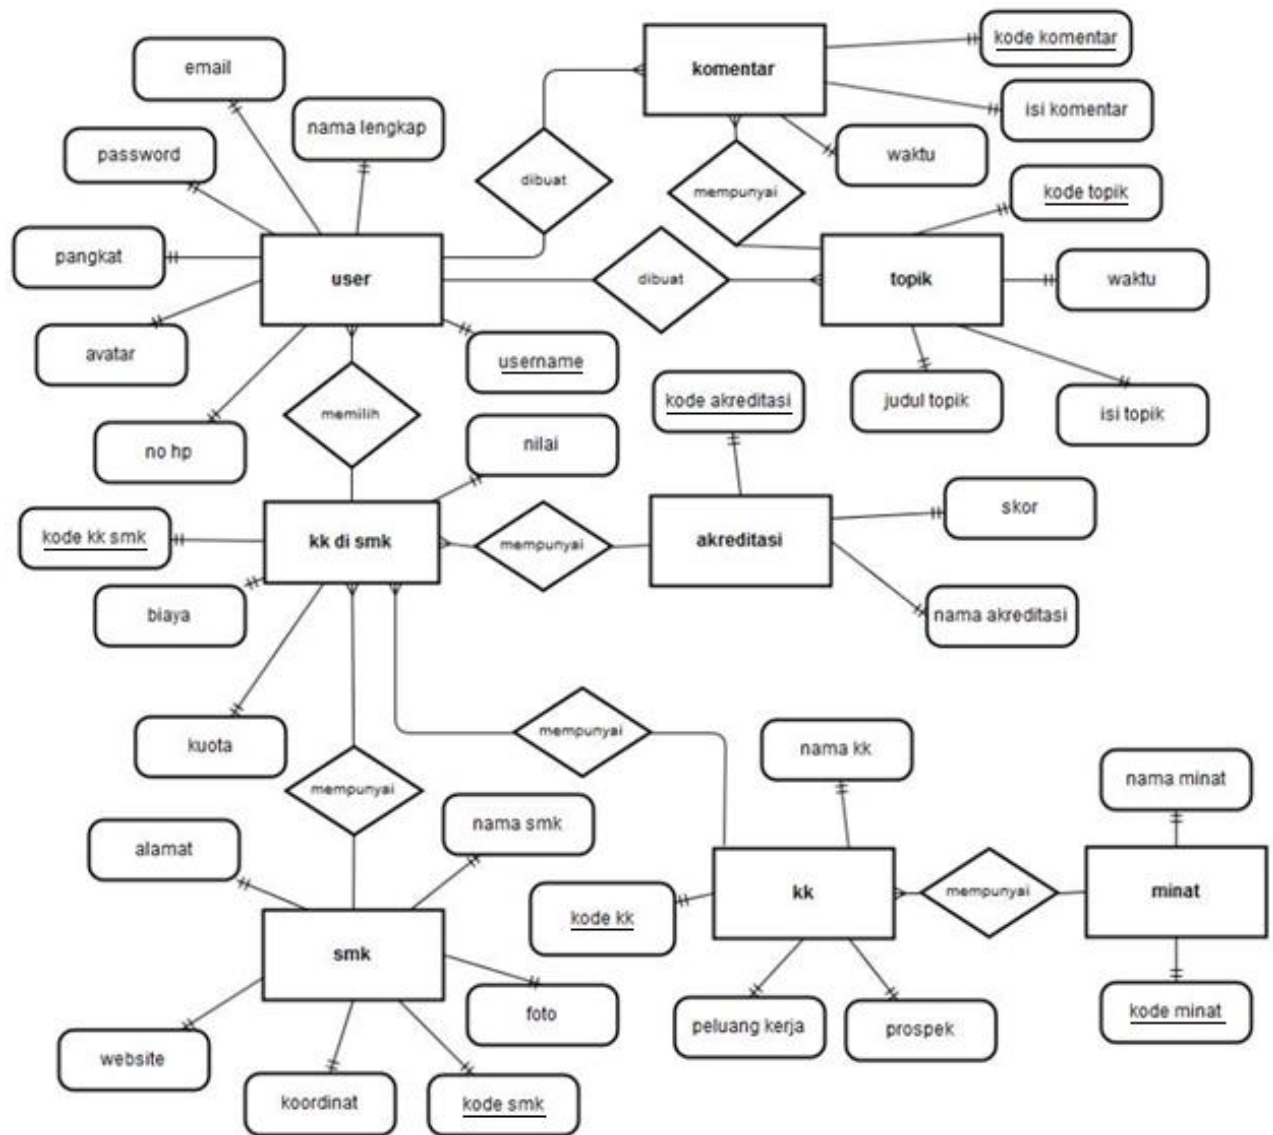 kode komentar
email
komentar
isi komentar
nama lengkap
password
waktu
dibuat
mempunyai
kode topik
pangkat
user
dibuat
topik
waktu
avatar
username
kode akreditasi
judul topik
isi topik
memilih
no hp
nilai
skor
kode kk smk
kk di smk
mempunyai
akreditasi
biaya
nama akreditasi
kuota
mempunyai
nama kk
nama minat
mempunyai
nama smk
alamat
kode kk
kk
mempunyai
minat
smk
foto
peluang kerja
prospek
kode minat
website
koordinat
kode smk